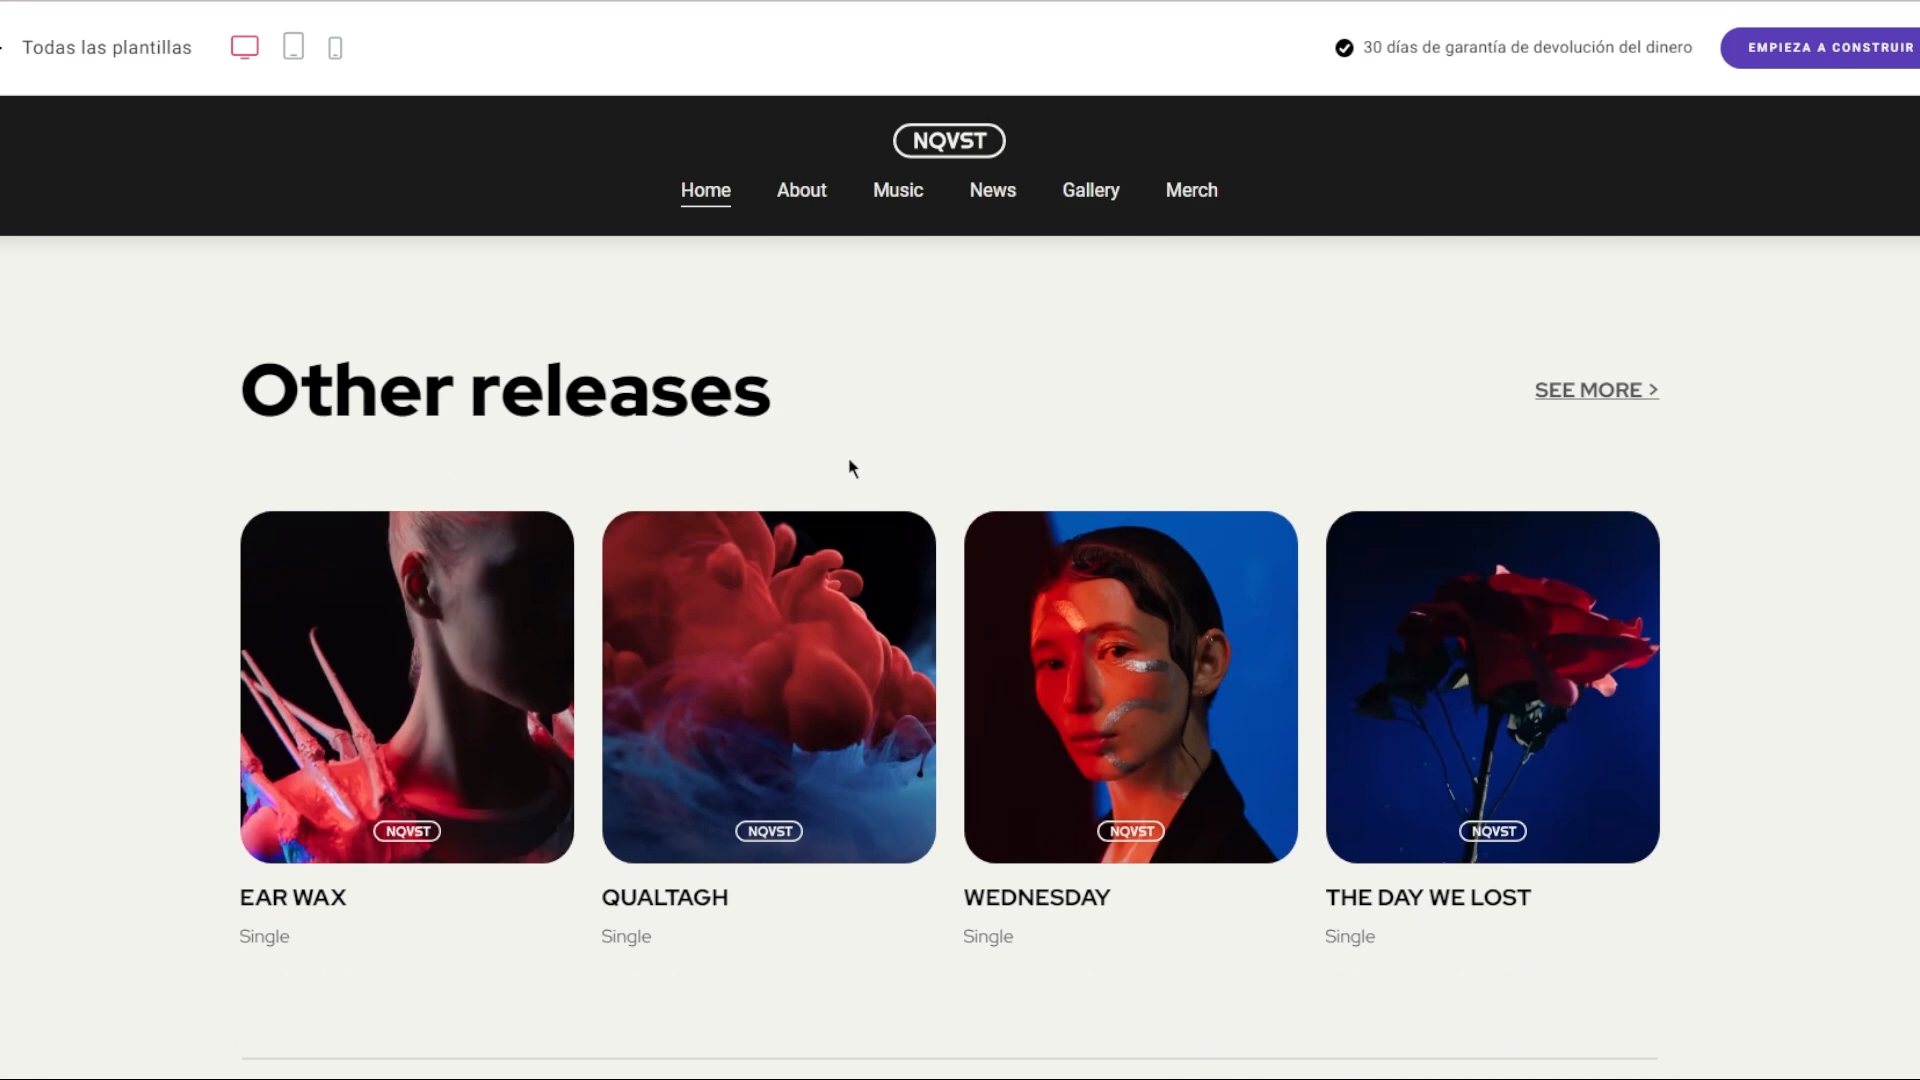 Todas las plantillas
30 días de garantía de devolución del dinero
EMPIEZA A CONSTRUIR
NQVST
Home About Music News Gallery Merch
Other releases
SEE MORE >
NQVST NQVST NQVST NQVST
EAR WAX QUALTAGH WEDNESDAY THE DAY WE LOST
Single Single Single Single